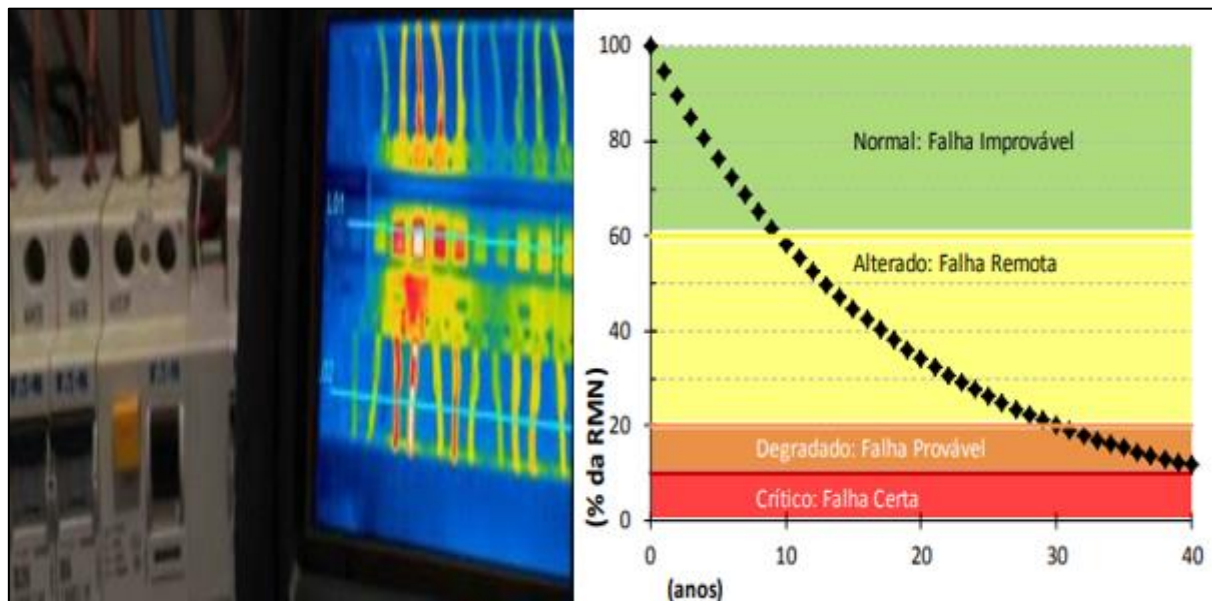 L01
100
80
60
40
20
0
(% da RMN)
Normal: Falha Improvável
Alterado: Falha Remota
Degradado: Falha Provável
Crítico: Falha Certa
0 10 20 30 40
(anos)